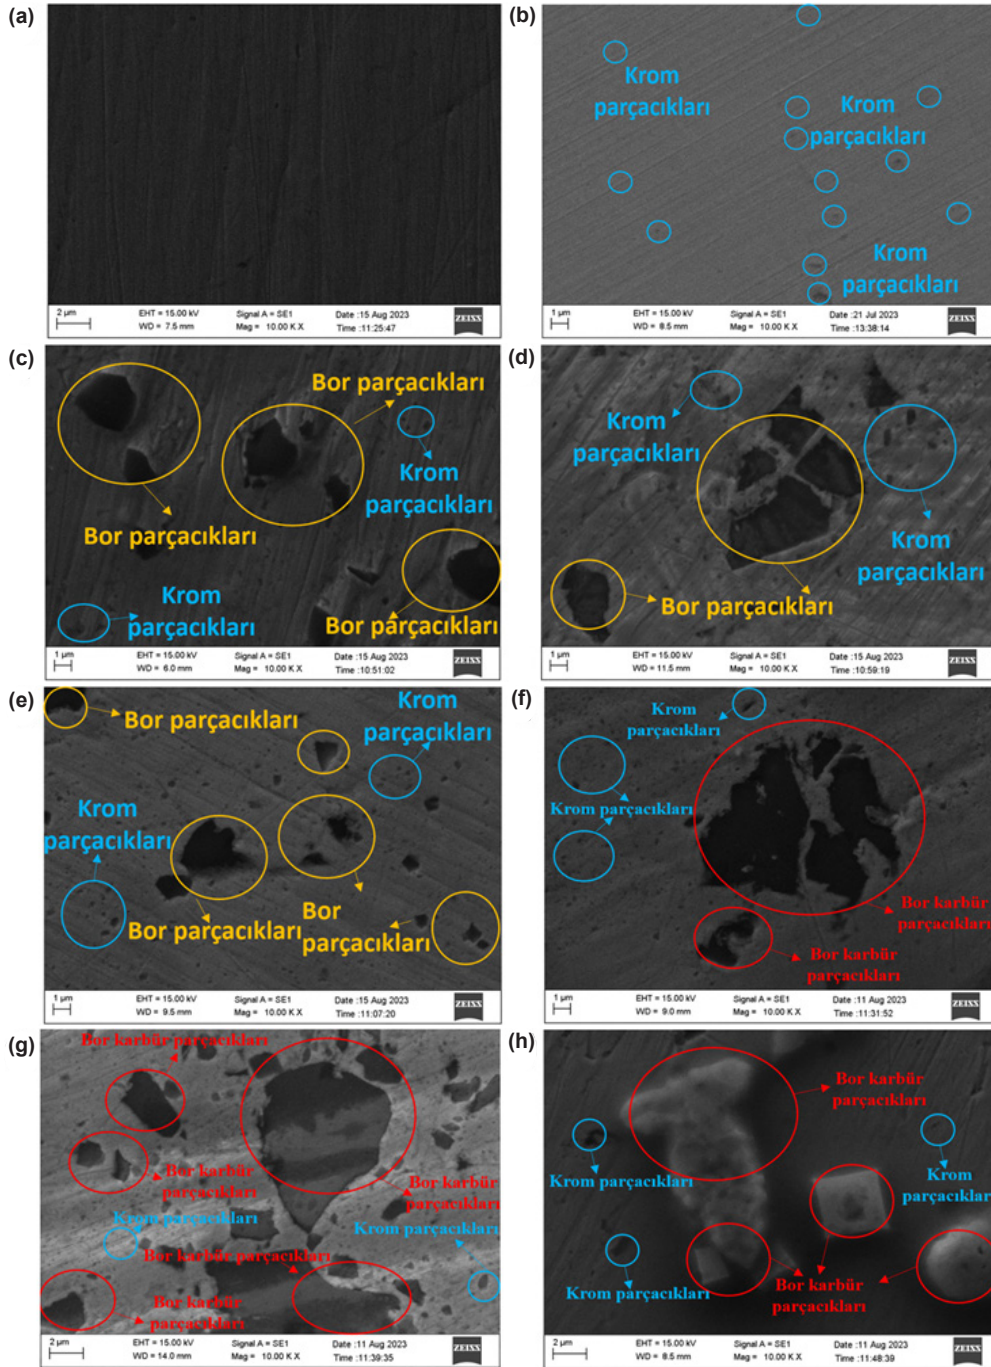 (a)
2 µm
EHT = 15.00 kV
WD = 7.5 mm
Signal A = SE1
Mag = 10.00 K X
Date :15 Aug 2023
Time :11:25:47
ZEISS
(b)
Krom
parçacıkları
Krom
parçacıkları
Krom
parçacıkları
1 µm
EHT = 15.00 kV
WD = 8.5 mm
Signal A = SE1
Mag = 10.00 K X
Date :21 Jul 2023
Time :13:38:14
ZEISS
(c)
Bor parçacıkları
Krom
parçacıkları
Bor parçacıkları
Krom
parçacıkları
Bor parçacıkları
1 µm
EHT = 15.00 kV
WD = 6.0 mm
Signal A = SE1
Mag = 10.00 K X
Date :15 Aug 2023
Time :10:51:02
ZEISS
(d)
Krom
parçacıkları
Krom
parçacıkları
Bor parçacıkları
1 µm
EHT = 15.00 kV
WD = 11.5 mm
Signal A = SE1
Mag = 10.00 K X
Date :15 Aug 2023
Time :10:59:19
ZEISS
(e)
Bor parçacıkları
Krom
parçacıkları
Krom
parçacıkları
Bor parçacıkları
Bor
parçacıkları
1 µm
EHT = 15.00 kV
WD = 9.5 mm
Signal A = SE1
Mag = 10.00 K X
Date :15 Aug 2023
Time :11:07:20
ZEISS
(f)
Krom
parçacıkları
Krom parçacıkları
Bor karbür
parçacıkları
Bor karbür
parçacıkları
1 µm
EHT = 15.00 kV
WD = 9.0 mm
Signal A = SE1
Mag = 10.00 K X
Date :11 Aug 2023
Time :11:31:52
ZEISS
(g)
Bor karbür parçacıkları
Bor karbür
parçacıkları
Bor karbür
parçacıkları
Krom parçacıkları
Krom parçacıkları
Bor karbür parçacıkları
Bor karbür
parçacıkları
2 µm
EHT = 15.00 kV
WD = 14.0 mm
Signal A = SE1
Mag = 10.00 K X
Date :11 Aug 2023
Time :11:39:35
ZEISS
(h)
Bor karbür
parçacıkları
Krom parçacıkları
Krom
parçacıkları
Krom parçacıkları
Bor karbür
parçacıkları
2 µm
EHT = 15.00 kV
WD = 8.5 mm
Signal A = SE1
Mag = 10.00 K X
Date :11 Aug 2023
Time :11:48:39
ZEISS